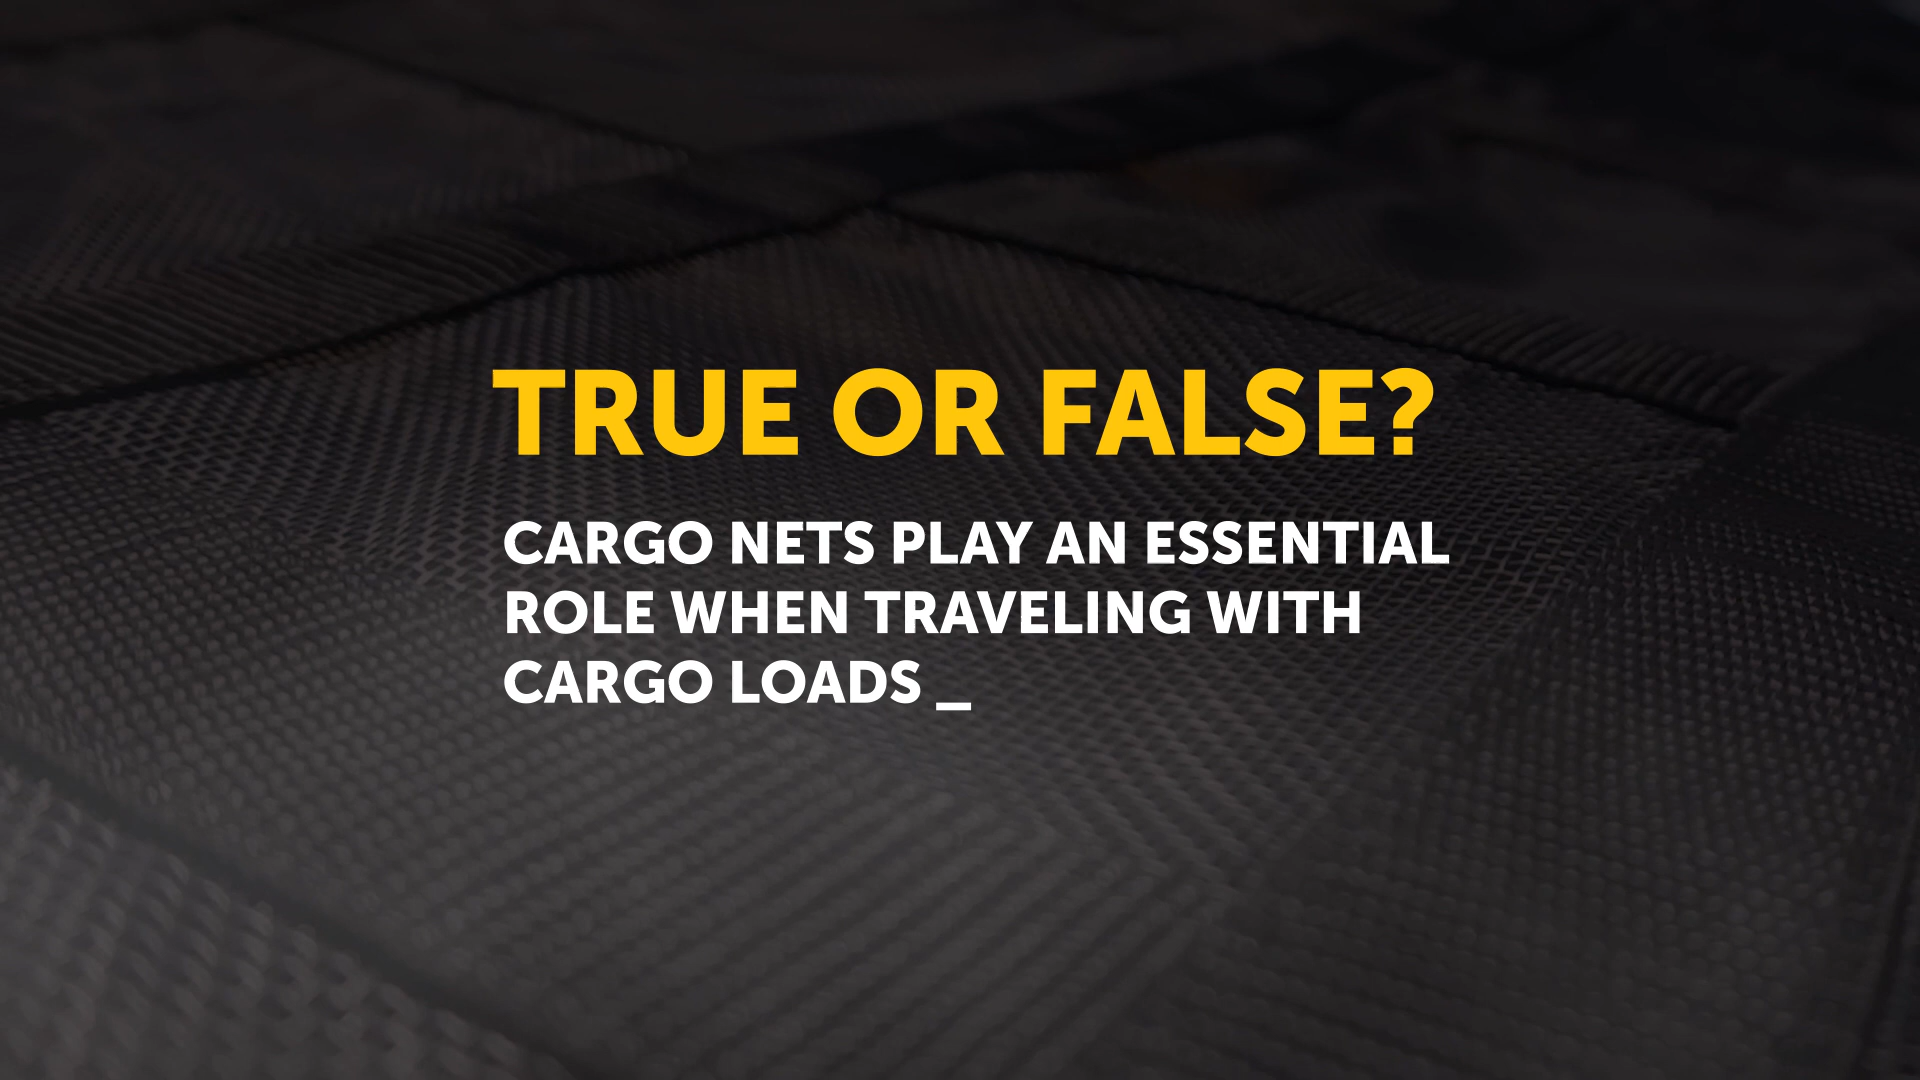 TRUE OR FALSE?
CARGO NETS PLAY AN ESSENTIAL
ROLE WHEN TRAVELING WITH
CARGO LOADS _